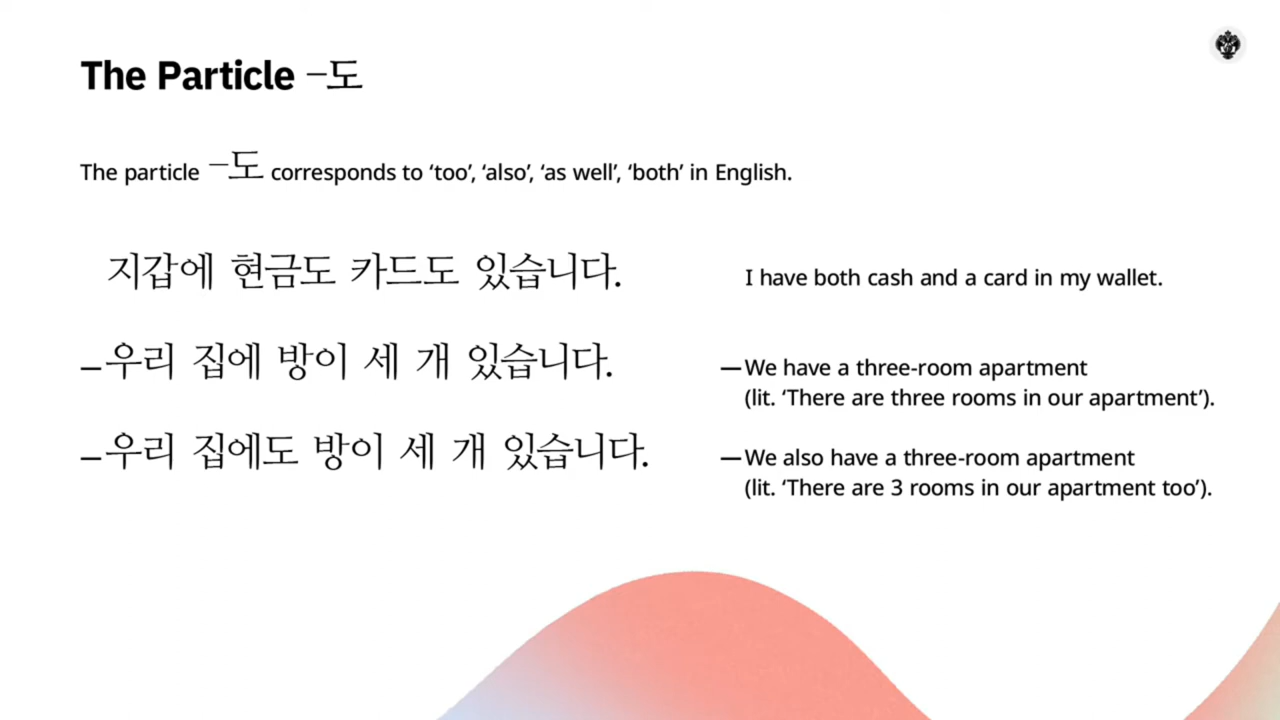 The Particle –도
The particle –도 corresponds to ‘too’, ‘also’, ‘as well’, ‘both’ in English.
지갑에 현금도 카드도 있습니다.
I have both cash and a card in my wallet.
–우리 집에 방이 세 개 있습니다.
—We have a three-room apartment
(lit. ‘There are three rooms in our apartment’).
–우리 집에도 방이 세 개 있습니다.
—We also have a three-room apartment
(lit. ‘There are 3 rooms in our apartment too’).